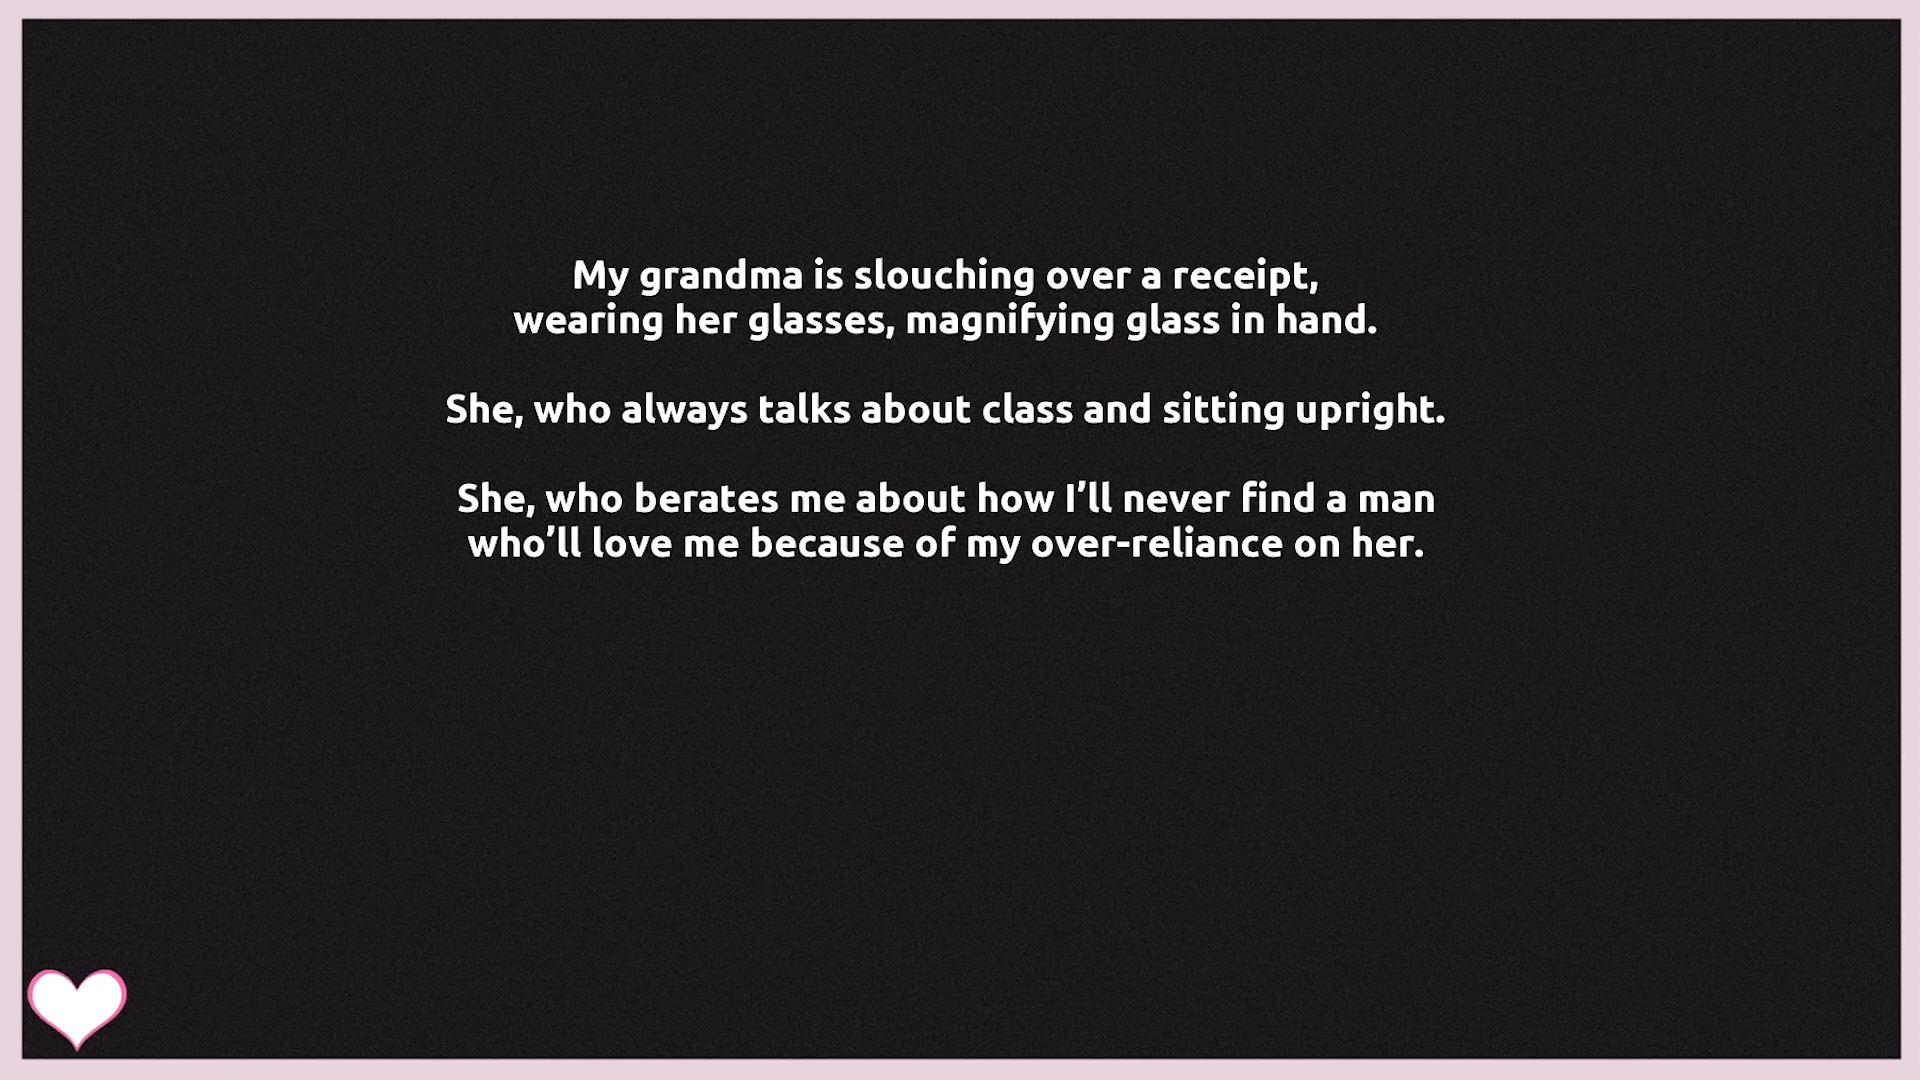 My grandma is slouching over a receipt,
wearing her glasses, magnifying glass in hand.
She, who always talks about class and sitting upright.
She, who berates me about how I’ll never find a man
who’ll love me because of my over-reliance on her.